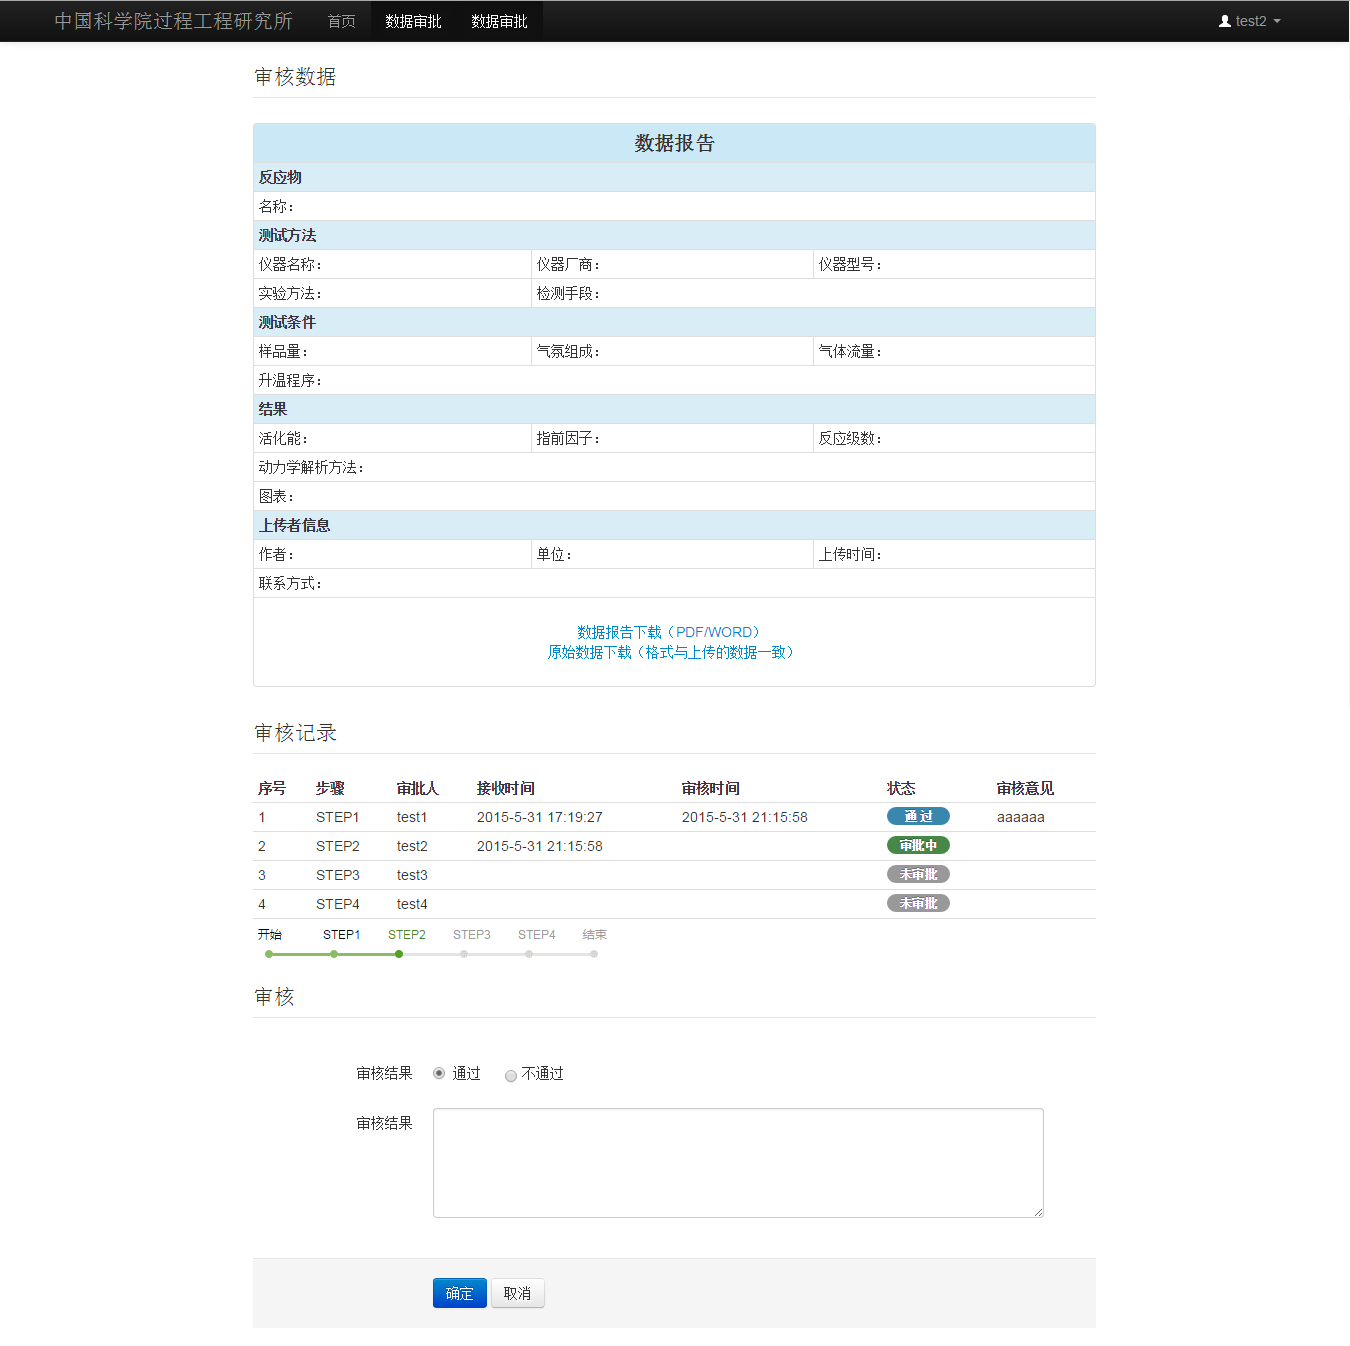 中国科学院过程工程研究所 首页 数据审批 数据审批 test2
审核数据
数据报告
反应物
名称：
测试方法
仪器名称： 仪器厂商： 仪器型号：
实验方法： 检测手段：
测试条件
样品量： 气氛组成： 气体流量：
升温程序：
结果
活化能： 指前因子： 反应级数：
动力学解析方法：
图表：
上传者信息
作者： 单位： 上传时间：
联系方式：
数据报告下载（PDF/WORD）
原始数据下载（格式与上传的数据一致）
审核记录
序号 步骤 审批人 接收时间 审核时间 状态 审核意见
1 STEP1 test1 2015-5-31 17:19:27 2015-5-31 21:15:58 通 过 aaaaaa
2 STEP2 test2 2015-5-31 21:15:58 审批中
3 STEP3 test3 未审批
4 STEP4 test4 未审批
开始 STEP1 STEP2 STEP3 STEP4 结束
审核
审核结果 通过 不通过
审核结果
确定 取消